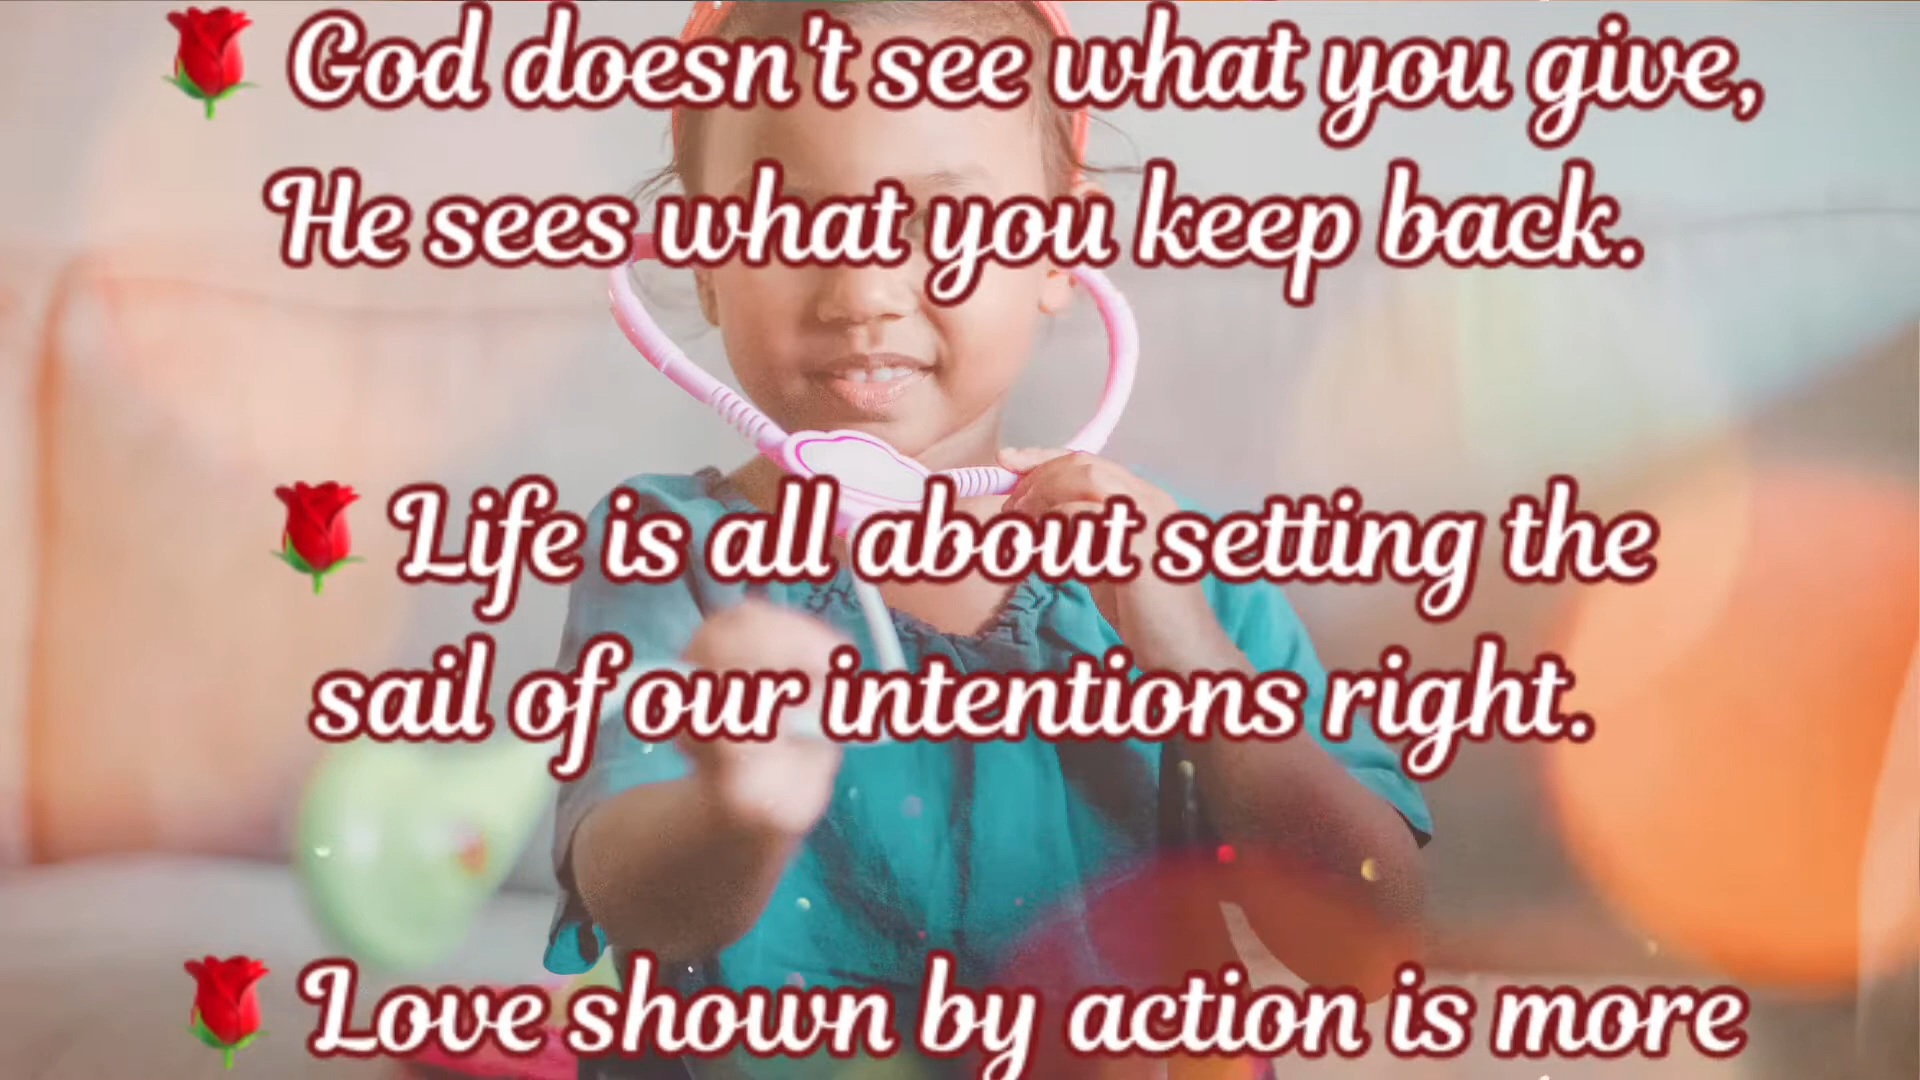 🌹 God doesn't see what you give,
He sees what you keep back.
🌹 Life is all about setting the
sail of our intentions right.
🌹 Love shown by action is more